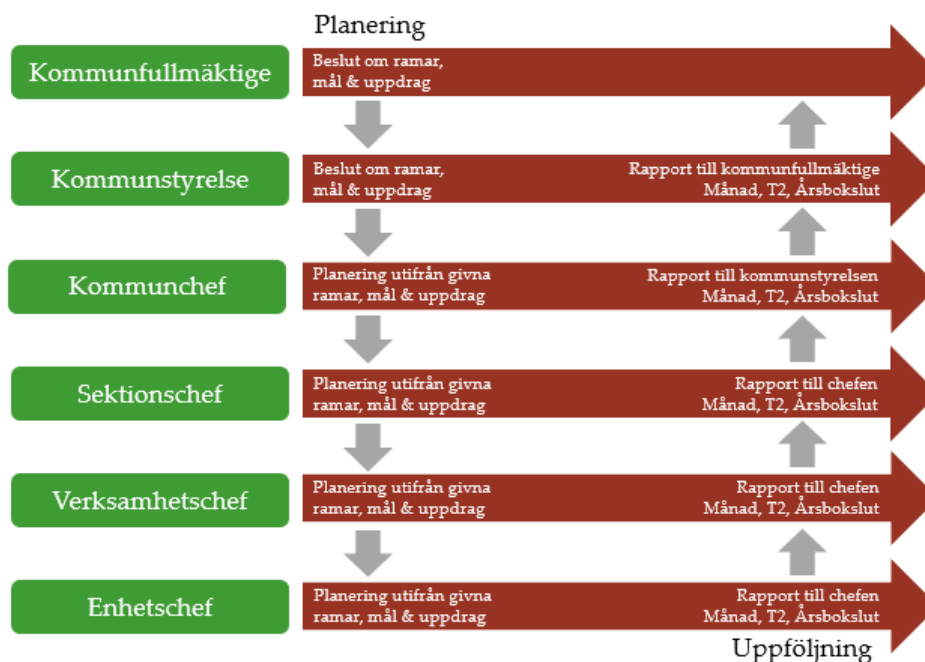 Planering
Kommunfullmäktige
Beslut om ramar,
mål & uppdrag
Kommunstyrelse
Beslut om ramar,
mål & uppdrag
Rapport till kommunfullmäktige
Månad, T2, Årsbokslut
Kommunchef
Planering utifrån givna
ramar, mål & uppdrag
Rapport till kommunstyrelsen
Månad, T2, Årsbokslut
Sektionschef
Planering utifrån givna
ramar, mål & uppdrag
Rapport till chefen
Månad, T2, Årsbokslut
Verksamhetschef
Planering utifrån givna
ramar, mål & uppdrag
Rapport till chefen
Månad, T2, Årsbokslut
Enhetschef
Planering utifrån givna
ramar, mål & uppdrag
Rapport till chefen
Månad, T2, Årsbokslut
Uppföljning